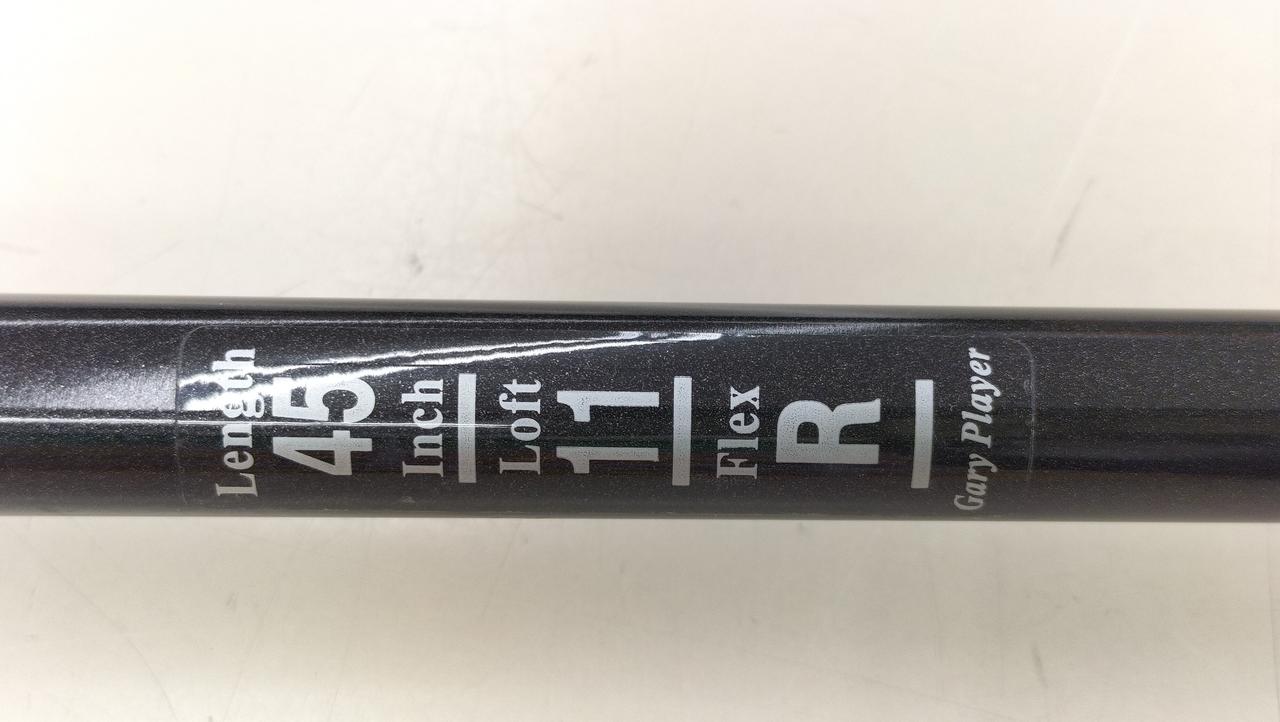 Length
45
Inch
Loft
11
Flex
R
Gary Player